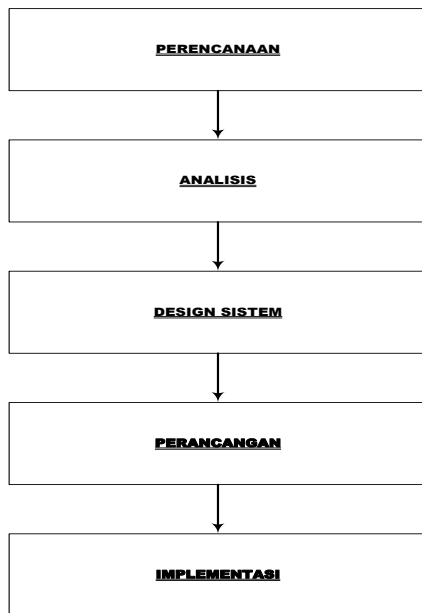 PERENCANAAN
ANALISIS
DESIGN SISTEM
PERANCANGAN
IMPLEMENTASI